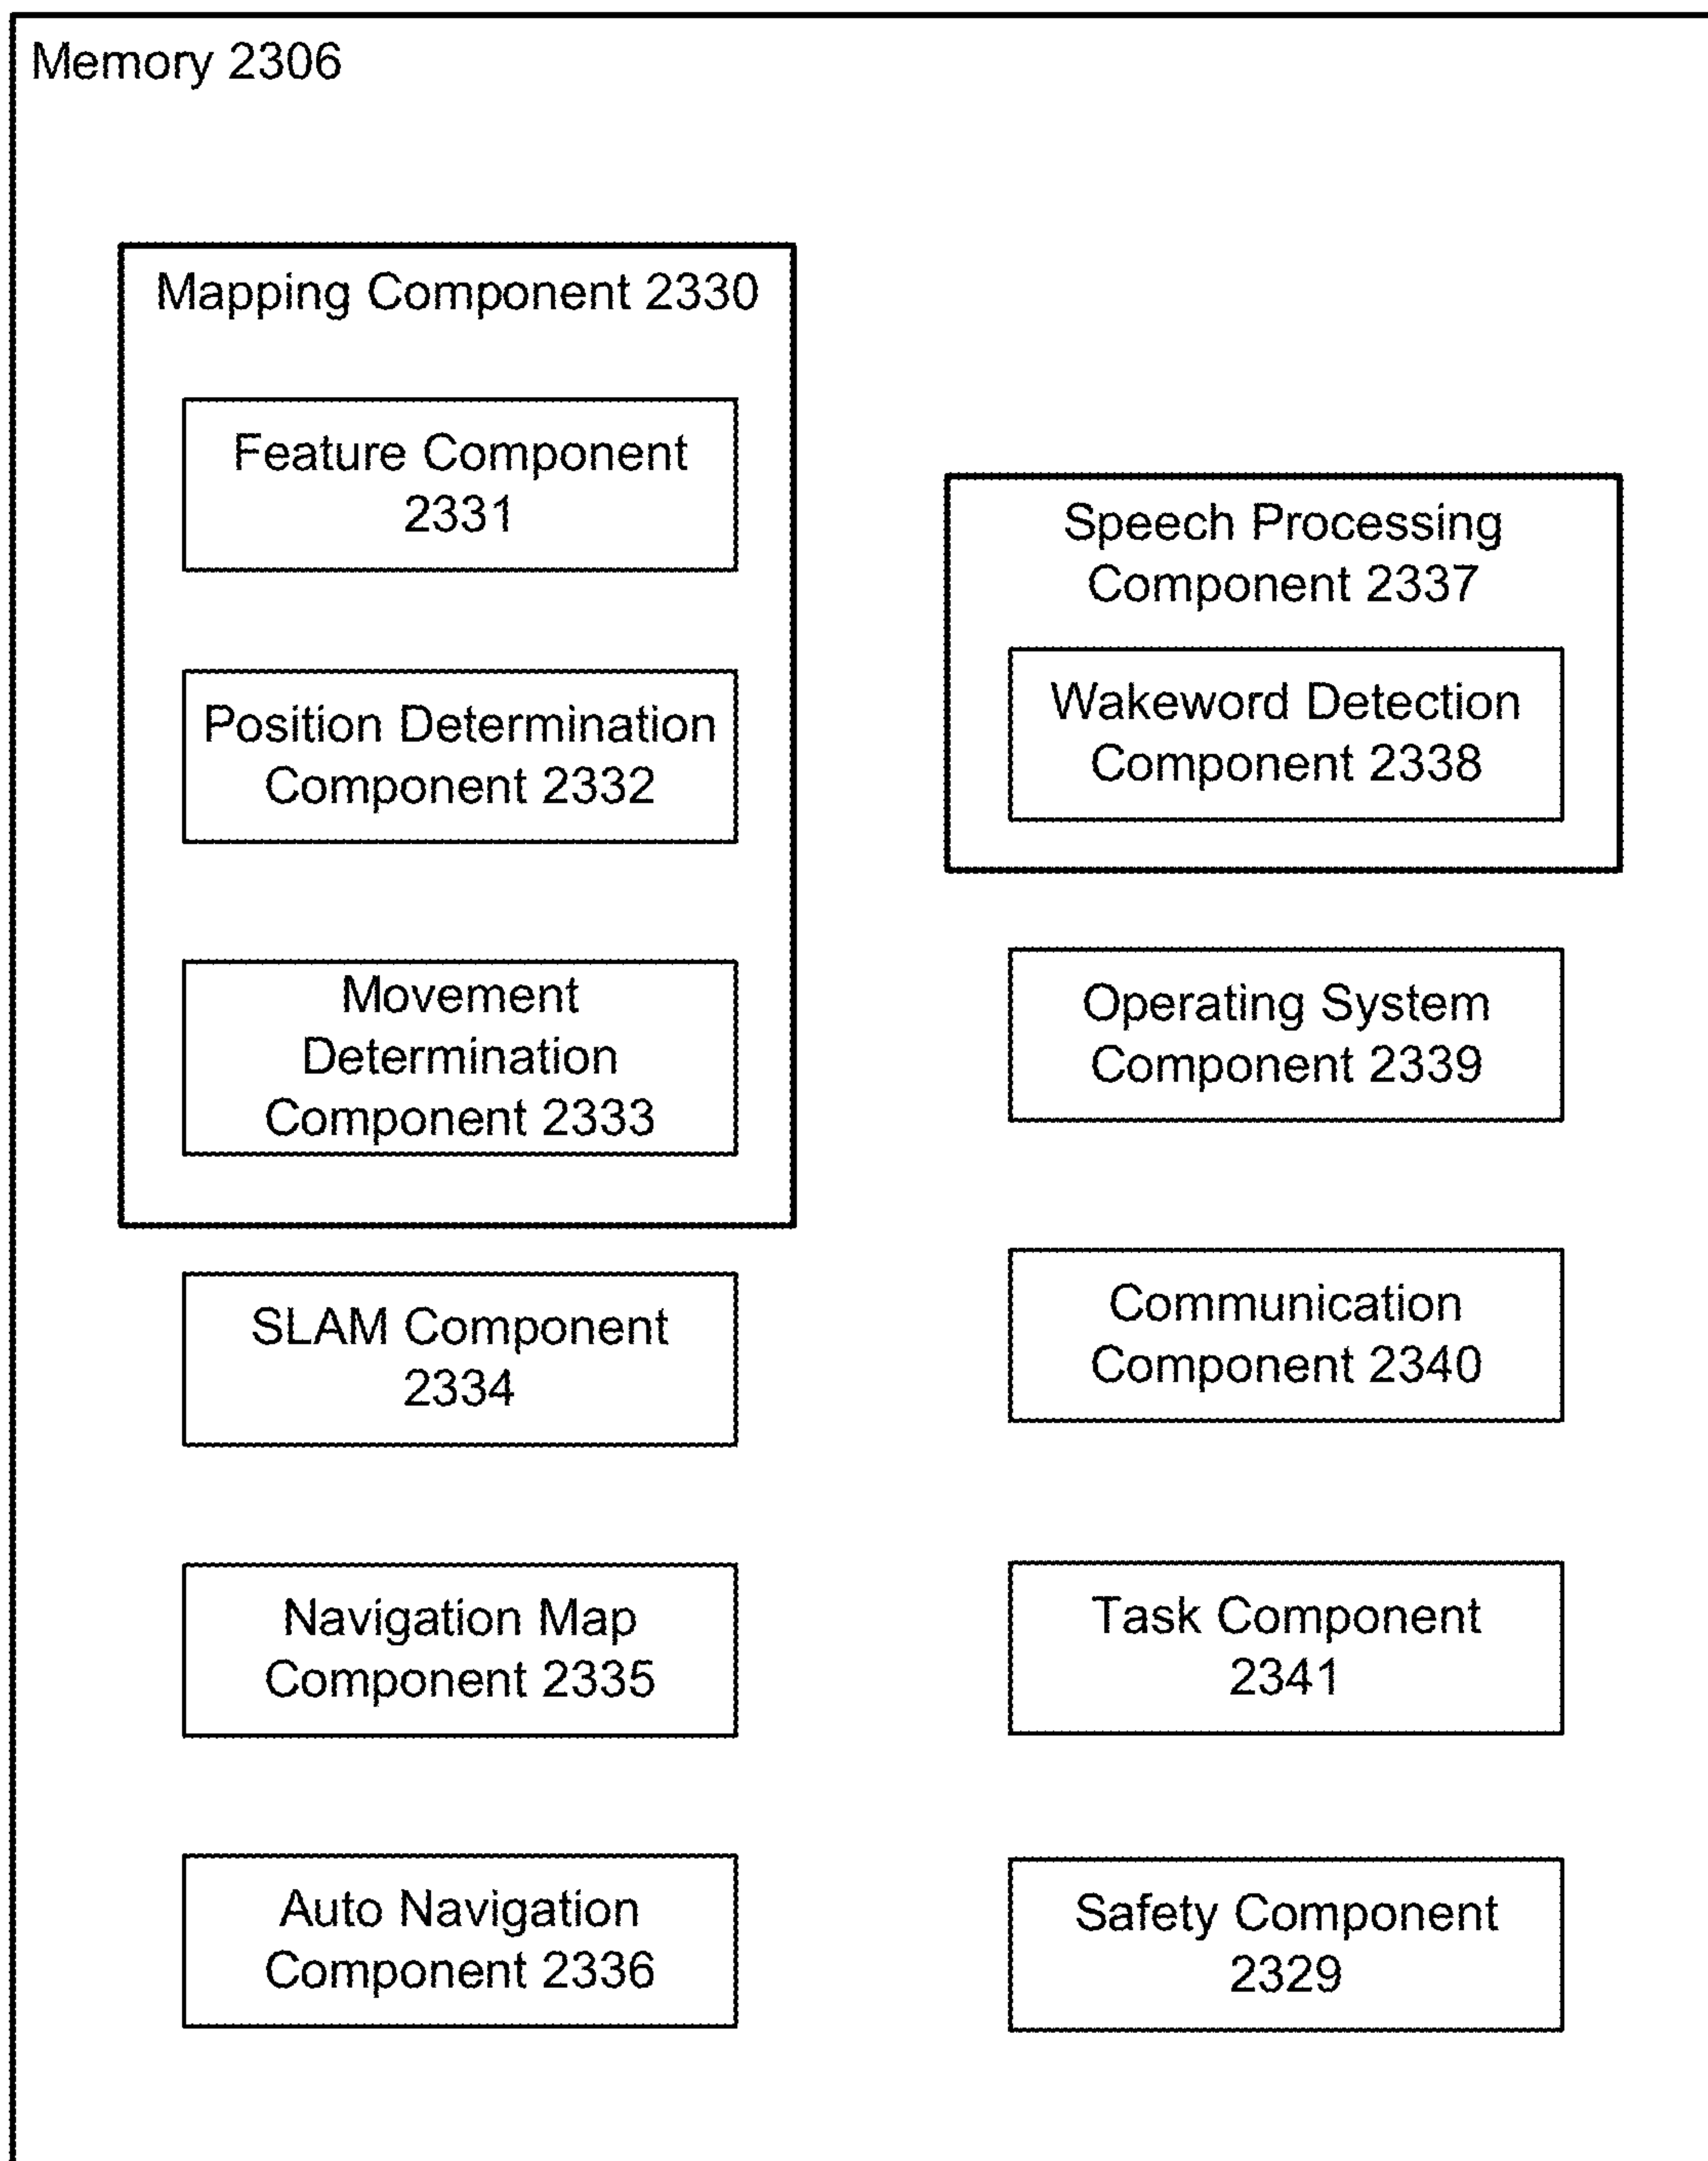 Memory 2306
Mapping Component 2330
Feature Component
2331
Position Determination
Component 2332
Movement
Determination
Component 2333
SLAM Component
2334
Navigation Map
Component 2335
Auto Navigation
Component 2336
Speech Processing
Component 2337
Wakeword Detection
Component 2338
Operating System
Component 2339
Communication
Component 2340
Task Component
2341
Safety Component
2329